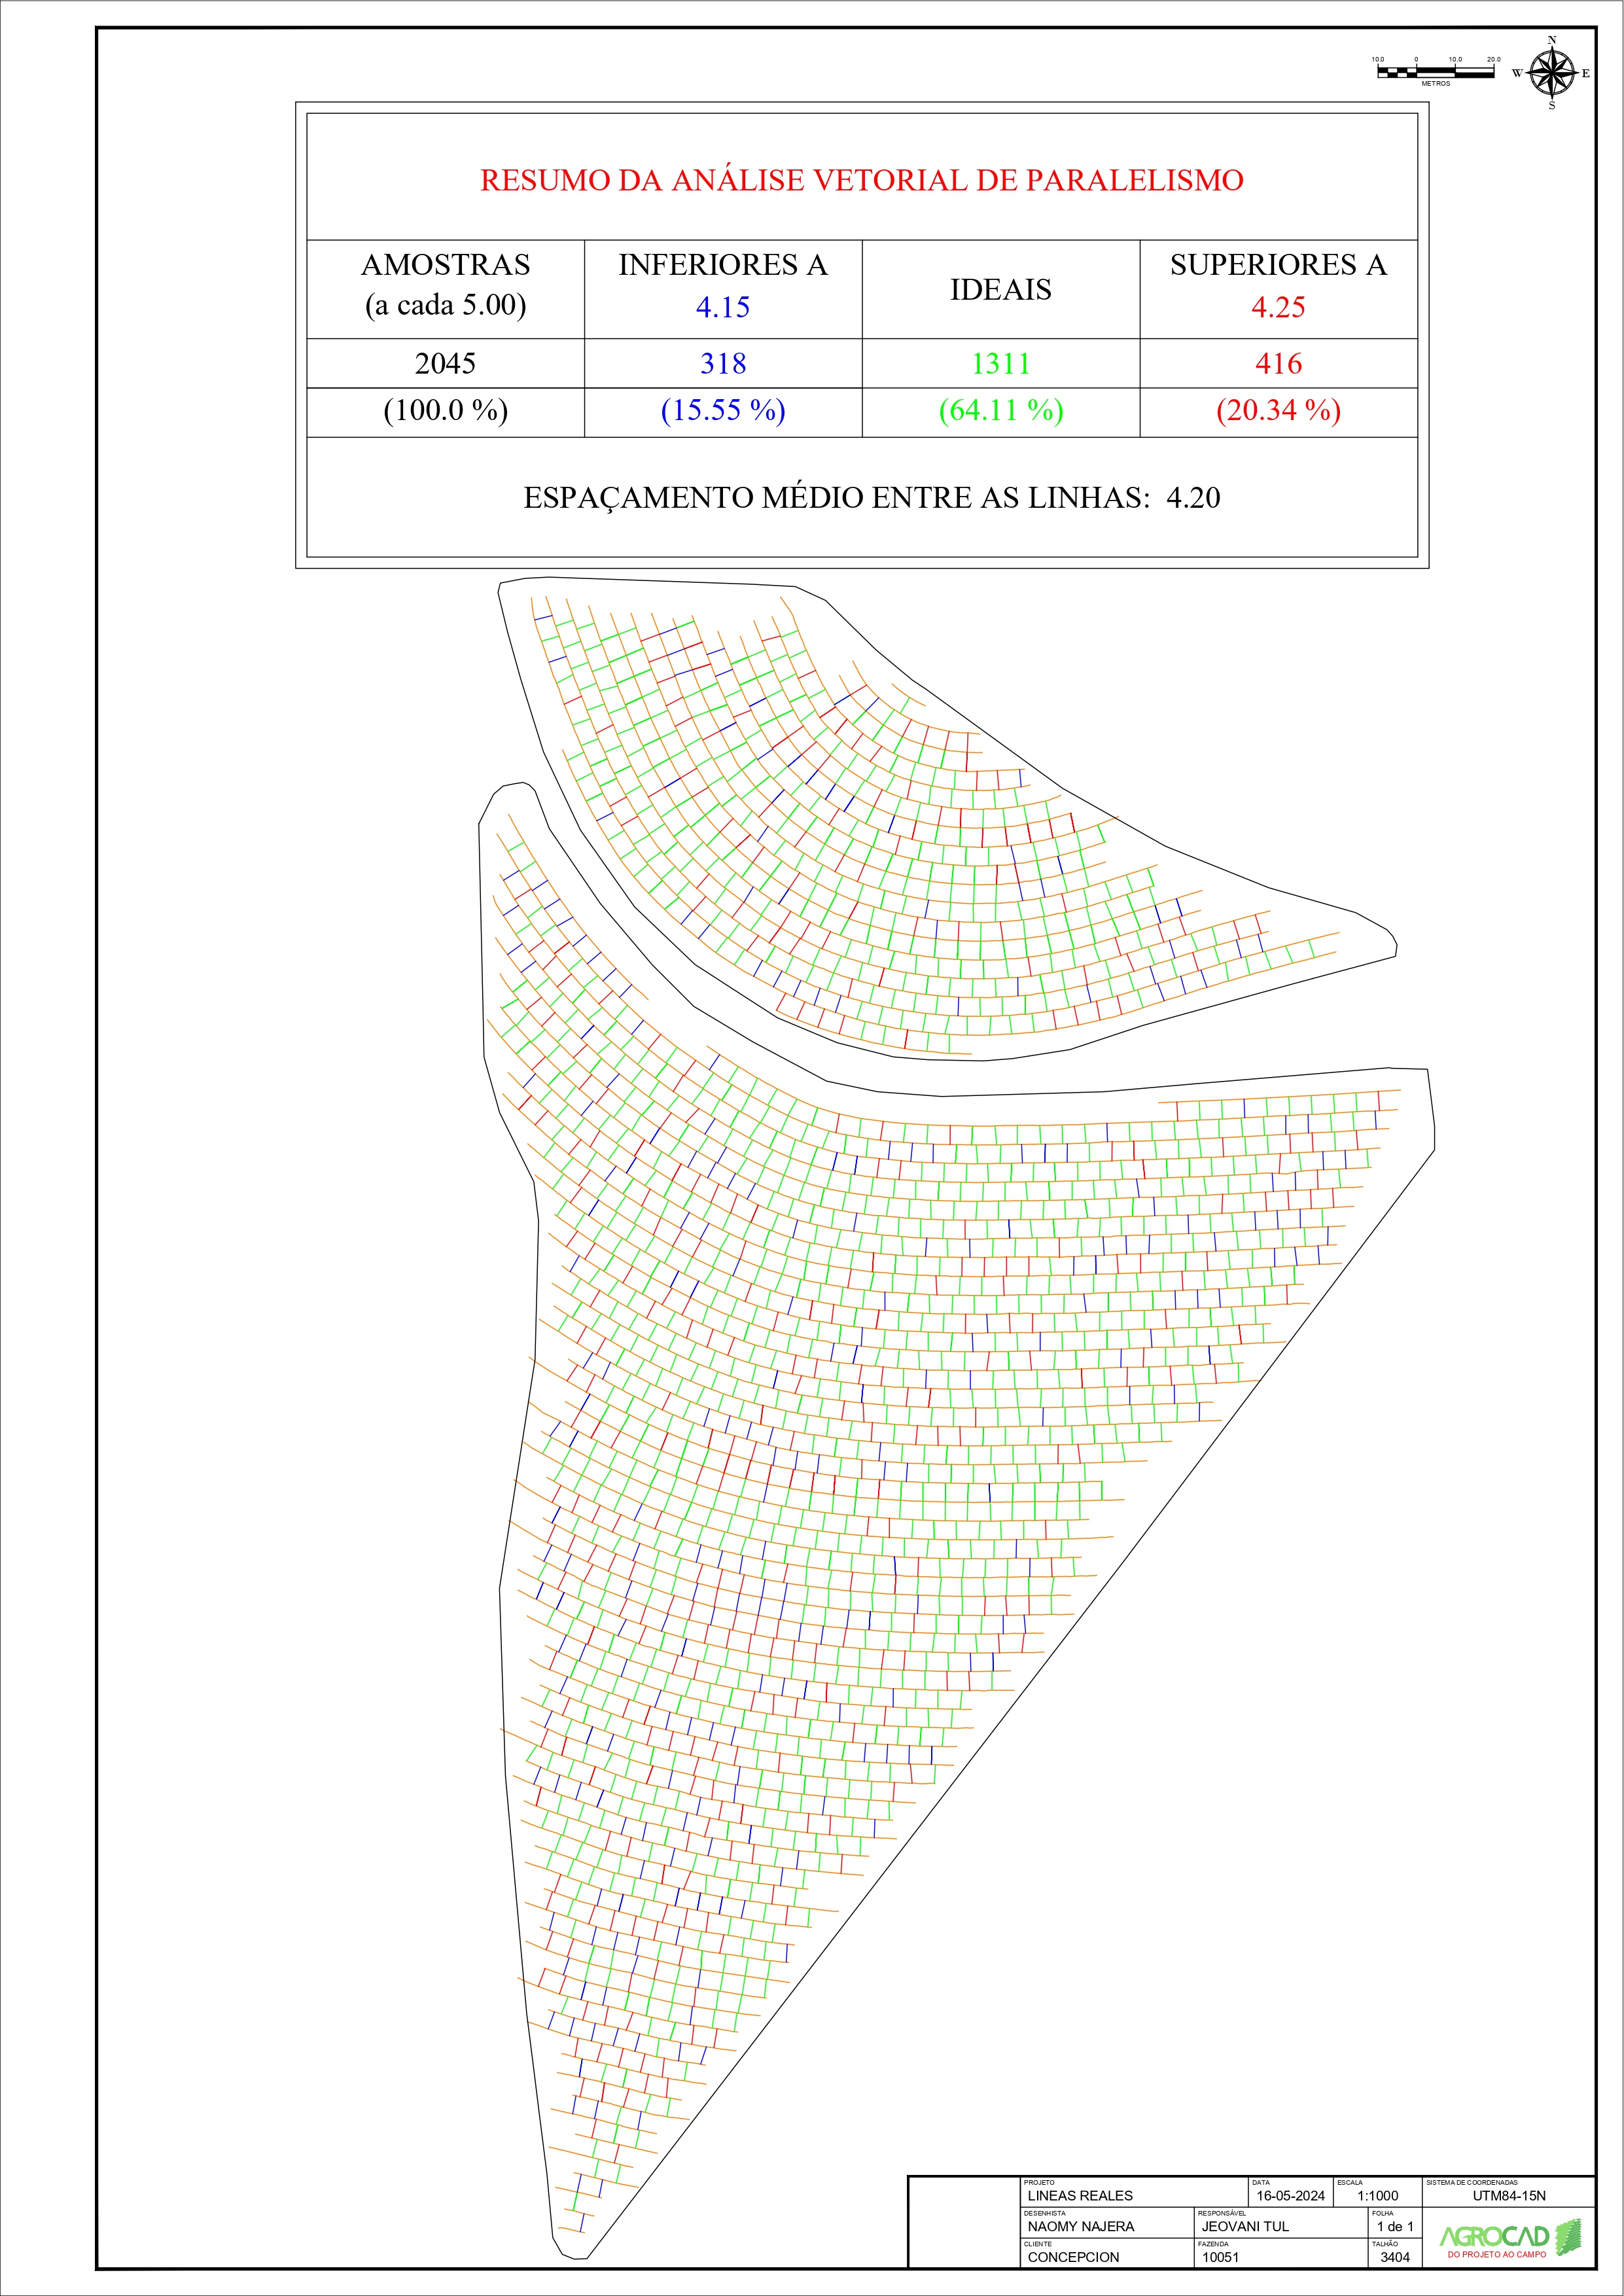 10.0 0 10.0 20.0
METROS
N
W E
S
RESUMO DA ANÁLISE VETORIAL DE PARALELISMO
AMOSTRAS
(a cada 5.00)
INFERIORES A
4.15
IDEAIS
SUPERIORES A
4.25
2045 318 1311 416
(100.0 %) (15.55 %) (64.11 %) (20.34 %)
ESPAÇAMENTO MÉDIO ENTRE AS LINHAS: 4.20
PROJETO DATA ESCALA SISTEMA DE COORDENADAS
LINEAS REALES 16-05-2024 1:1000 UTM84-15N
DESENHISTA RESPONSÁVEL FOLHA
NAOMY NAJERA JEOVANI TUL 1 de 1
CLIENTE FAZENDA TALHÃO
CONCEPCION 10051 3404
AGROCAD
DO PROJETO AO CAMPO